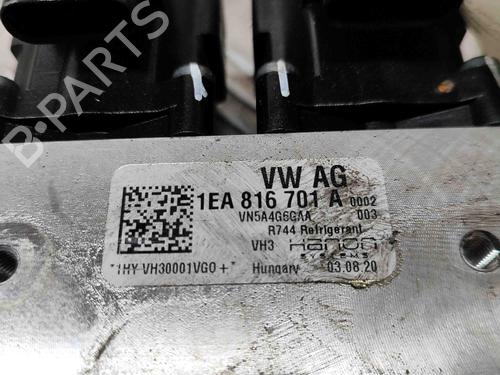 B-PARTS
VW AG
1EA 816 701 A 0002
VN5A4G6GAA 003
R744 Refrigerant
VH3 Hanon
SYSTEMS
*1HY-VH30001VGO+*
Hungary 03.08.20